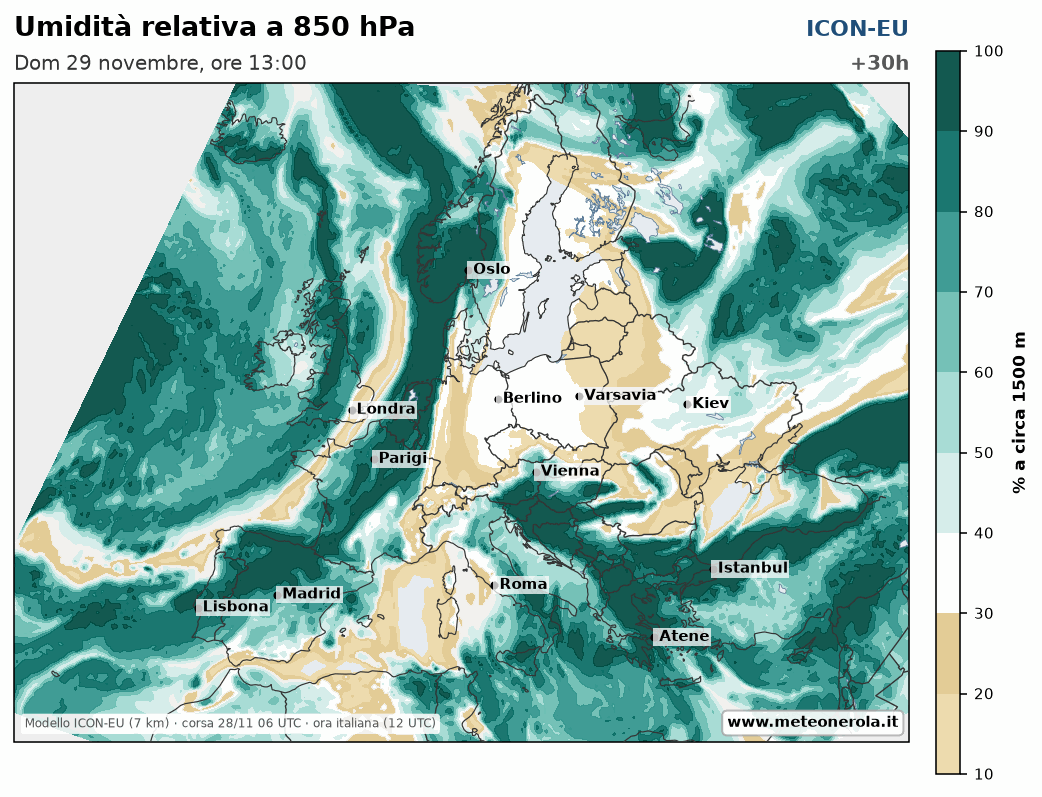 Umidità relativa a 850 hPa
ICON-EU
Dom 29 novembre, ore 13:00
+30h
100
90
80
70
60
50
40
30
20
10
% a circa 1500 m
Oslo
Berlino
Varsavia
Kiev
Londra
Parigi
Vienna
Istanbul
Roma
Madrid
Lisbona
Atene
Modello ICON-EU (7 km) · corsa 28/11 06 UTC · ora italiana (12 UTC)
www.meteonerola.it